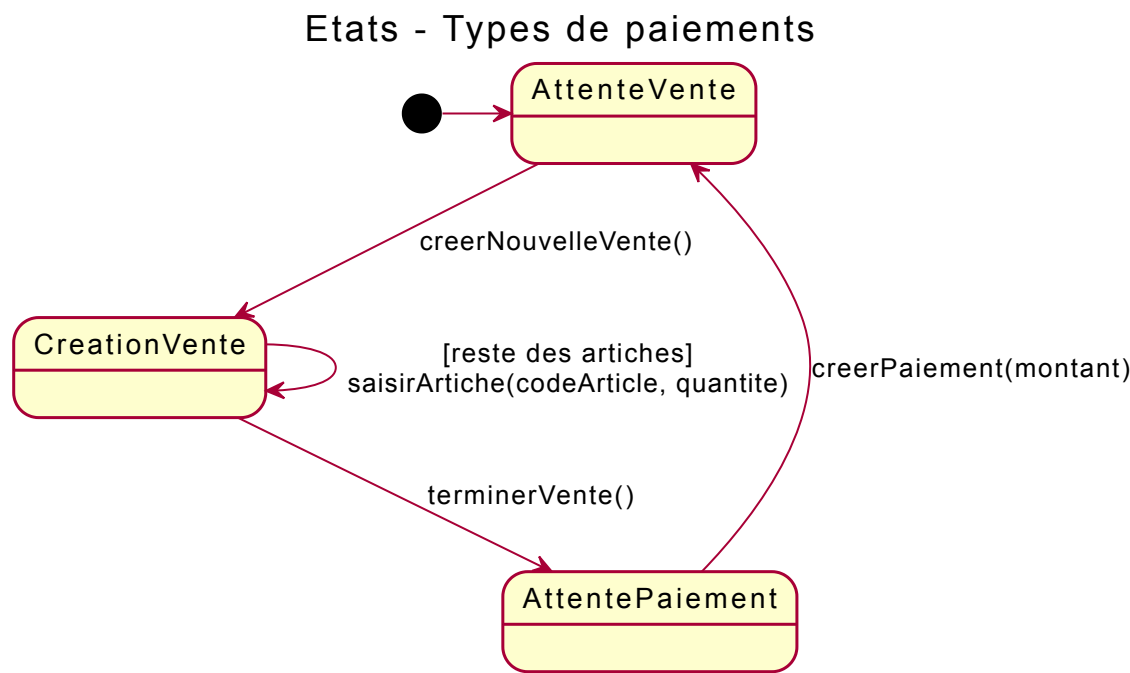 Etats - Types de paiements
AttenteVente
creerNouvelleVente()
CreationVente
[reste des artiches]
saisirArtiche(codeArticle, quantite)
creerPaiement(montant)
terminerVente()
AttentePaiement